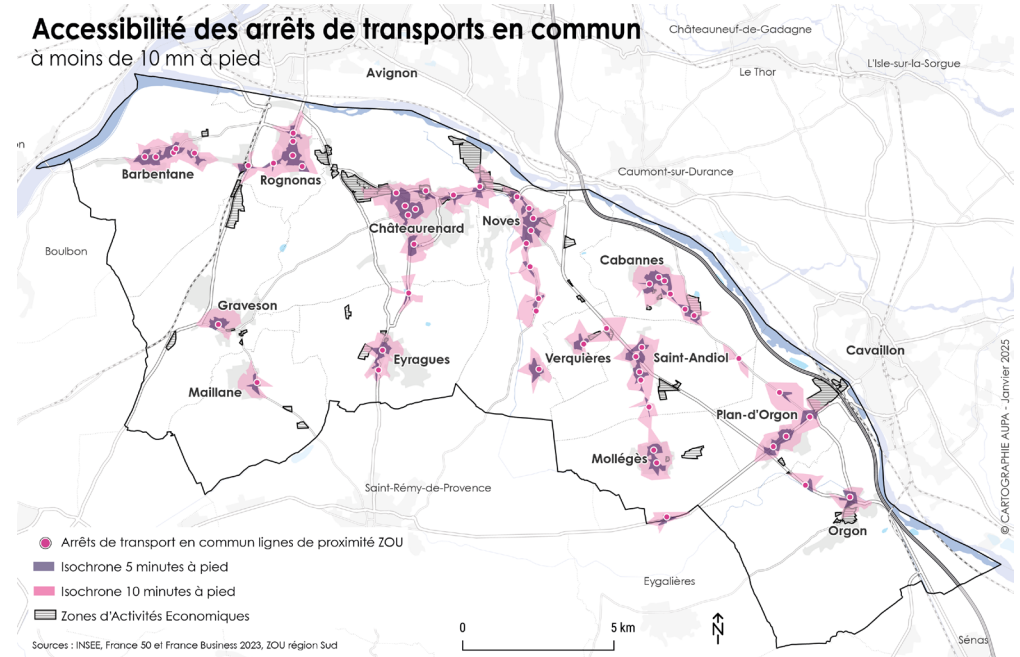 Accessibilité des arrêts de transports en commun
à moins de 10 mn à pied
Châteauneuf-de-Gadagne
L'Isle-sur-la-Sorgue
Avignon
Le Thor
on
Barbentane
Rognonas
Caumont-sur-Durance
Châteaurenard
Noves
Boulbon
Cabannes
Graveson
Cavaillon
Eyragues
Verquières
Saint-Andiol
Maillane
Plan-d'Orgon
Mollégès
Saint-Rémy-de-Provence
Orgon
Eygalières
Sénas
Arrêts de transport en commun lignes de proximité ZOU
Isochrone 5 minutes à pied
Isochrone 10 minutes à pied
Zones d'Activités Economiques
Sources : INSEE, France 50 et France Business 2023, ZOU région Sud
0 5 km
N
© CARTOGRAPHIE AUPA - Janvier 2025